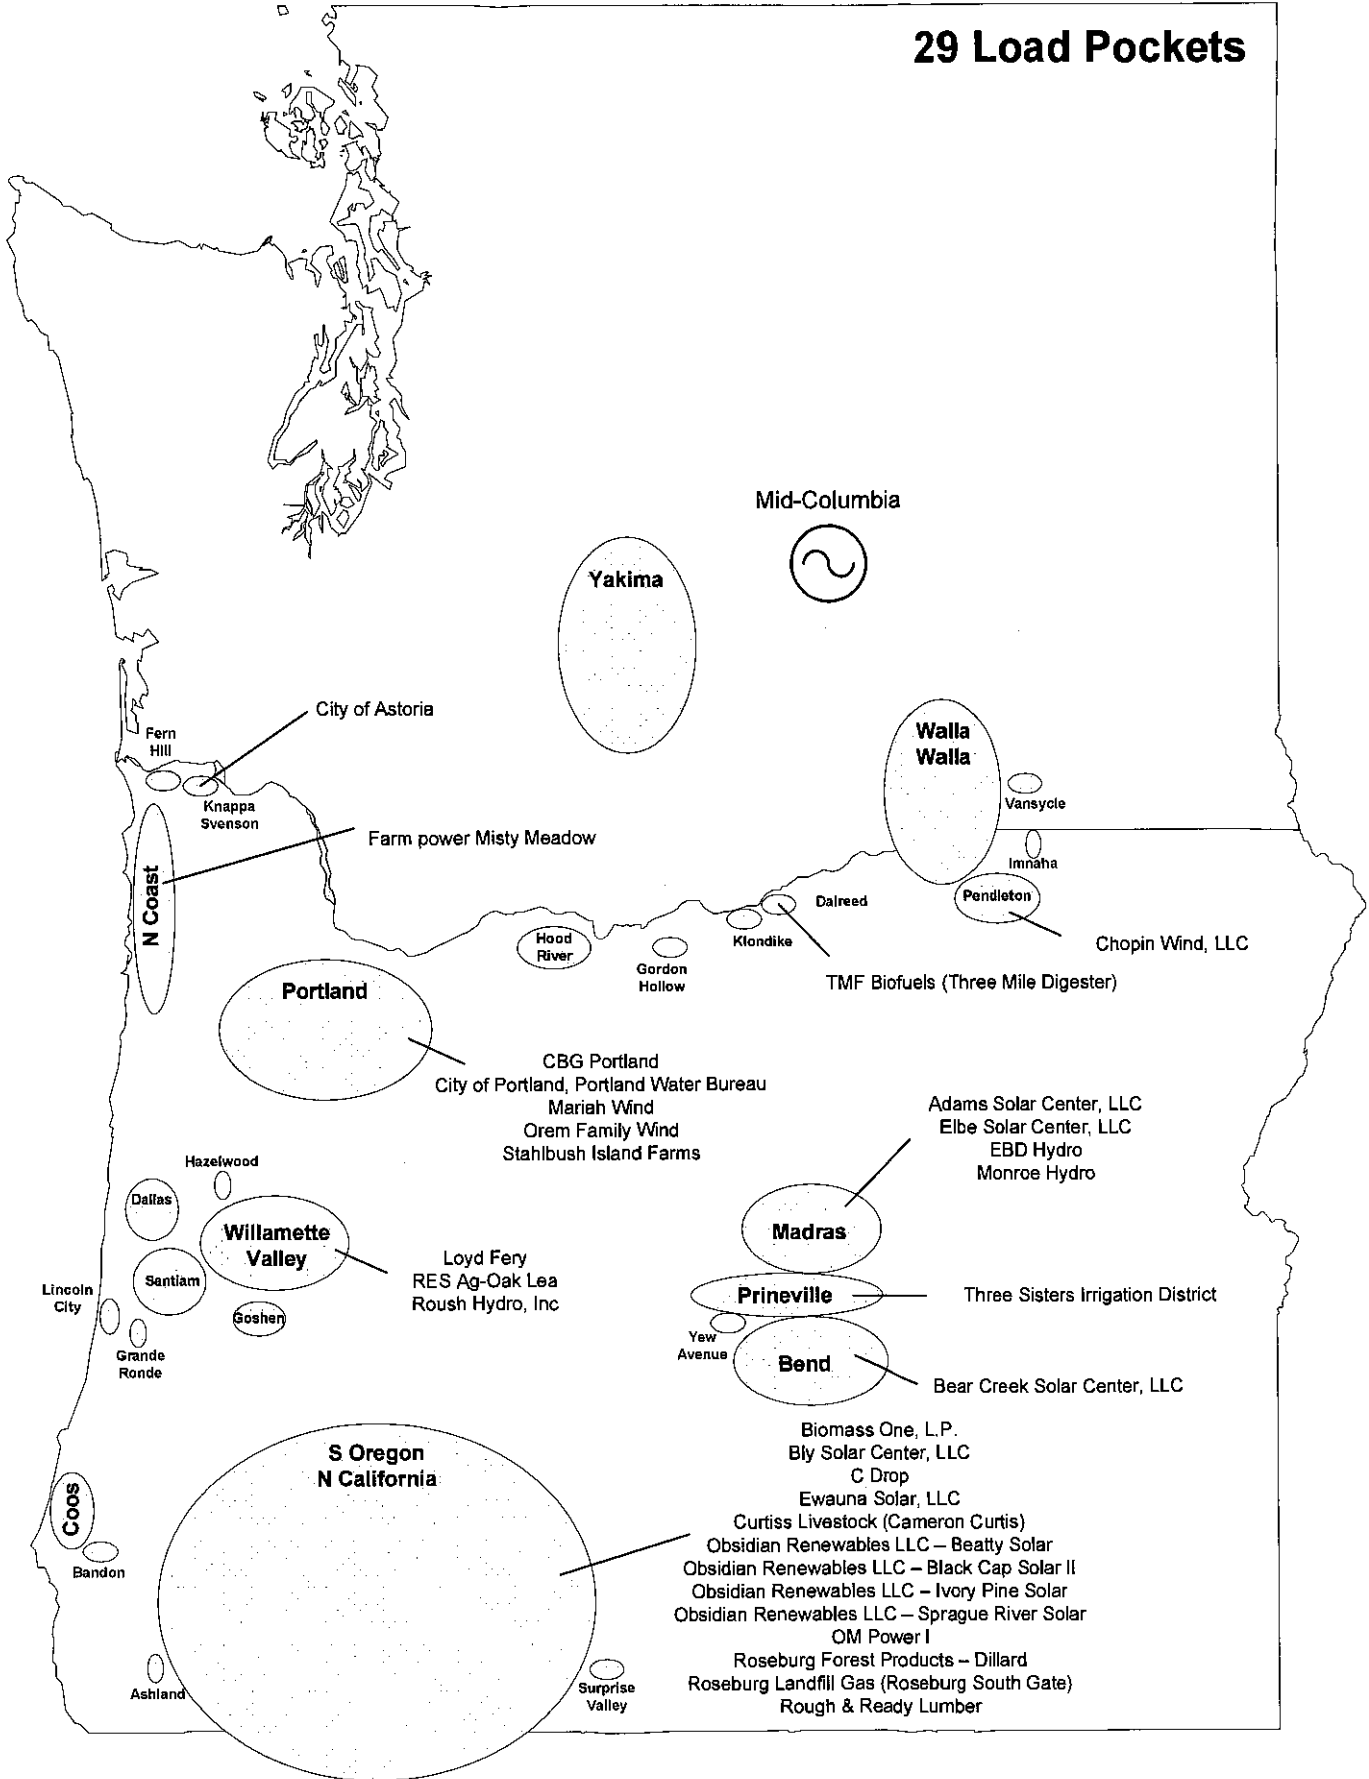 29 Load Pockets
Mid-Columbia
Yakima
City of Astoria
Fern
Hill
Walla
Walla
Vansycle
Knappa
Svenson
Farm power Misty Meadow
Imnaha
N Coast
Pendleton
Dalreed
Hood
River
Klondike
Chopin Wind, LLC
Gordon
Hollow
TMF Biofuels (Three Mile Digester)
Portland
CBG Portland
City of Portland, Portland Water Bureau
Mariah Wind
Orem Family Wind
Stahlbush Island Farms
Adams Solar Center, LLC
Elbe Solar Center, LLC
EBD Hydro
Monroe Hydro
Hazelwood
Dallas
Willamette
Valley
Madras
Loyd Fery
RES Ag-Oak Lea
Roush Hydro, Inc
Santiam
Lincoln
City
Goshen
Prineville
Three Sisters Irrigation District
Grande
Ronde
Yew
Avenue
Bend
Bear Creek Solar Center, LLC
S Oregon
N California
Biomass One, L.P.
Bly Solar Center, LLC
C Drop
Ewauna Solar, LLC
Curtiss Livestock (Cameron Curtis)
Obsidian Renewables LLC – Beatty Solar
Obsidian Renewables LLC – Black Cap Solar II
Obsidian Renewables LLC – Ivory Pine Solar
Obsidian Renewables LLC – Sprague River Solar
OM Power I
Roseburg Forest Products – Dillard
Roseburg Landfill Gas (Roseburg South Gate)
Rough & Ready Lumber
Coos
Bandon
Ashland
Surprise
Valley